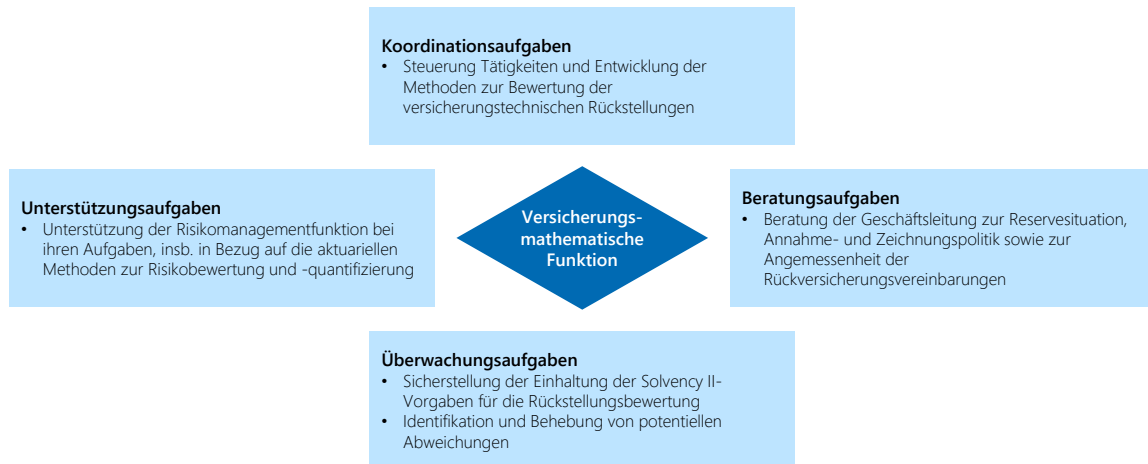 Koordinationsaufgaben
• Steuerung Tätigkeiten und Entwicklung der
Methoden zur Bewertung der
versicherungstechnischen Rückstellungen
Unterstützungsaufgaben
• Unterstützung der Risikomanagementfunktion bei
ihren Aufgaben, insb. in Bezug auf die aktuariellen
Methoden zur Risikobewertung und -quantifizierung
Versicherungs-
mathematische
Funktion
Beratungsaufgaben
• Beratung der Geschäftsleitung zur Reservesituation,
Annahme- und Zeichnungspolitik sowie zur
Angemessenheit der
Rückversicherungsvereinbarungen
Überwachungsaufgaben
• Sicherstellung der Einhaltung der Solvency II-
Vorgaben für die Rückstellungsbewertung
• Identifikation und Behebung von potentiellen
Abweichungen